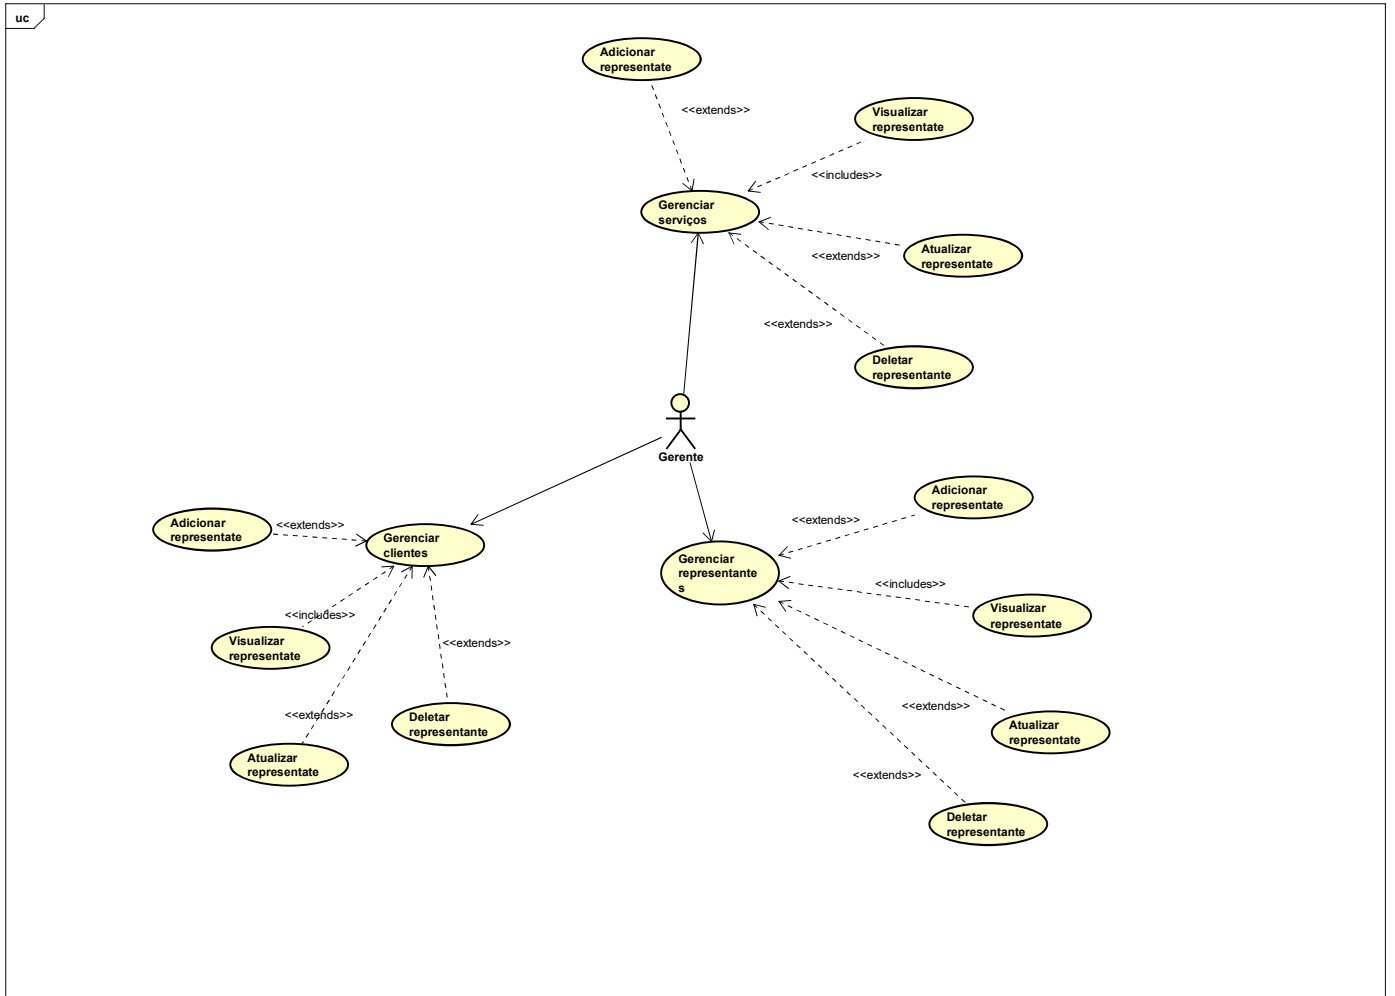 uc
Adicionar
representate
<<extends>>
Visualizar
representate
<<includes>>
Gerenciar
serviços
Atualizar
representate
<<extends>>
<<extends>>
Deletar
representante
Gerente
Adicionar
representate
<<extends>>
Adicionar
representate
<<extends>>
Gerenciar
clientes
Gerenciar
representante
s
<<includes>>
Visualizar
representate
<<includes>>
Visualizar
representate
<<extends>>
<<extends>>
Atualizar
representate
<<extends>>
Deletar
representante
Atualizar
representate
<<extends>>
Deletar
representante